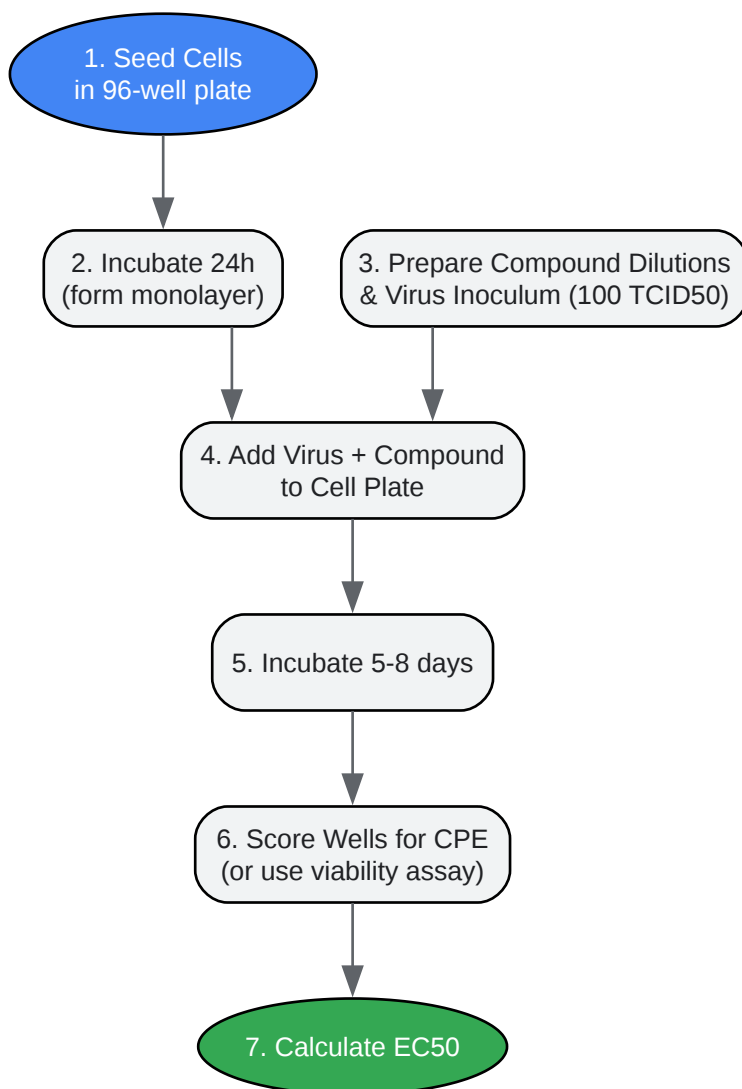 1. Seed Cells
in 96-well plate
2. Incubate 24h
(form monolayer)
3. Prepare Compound Dilutions
& Virus Inoculum (100 TCID50)
4. Add Virus + Compound
to Cell Plate
5. Incubate 5-8 days
6. Score Wells for CPE
(or use viability assay)
7. Calculate EC50